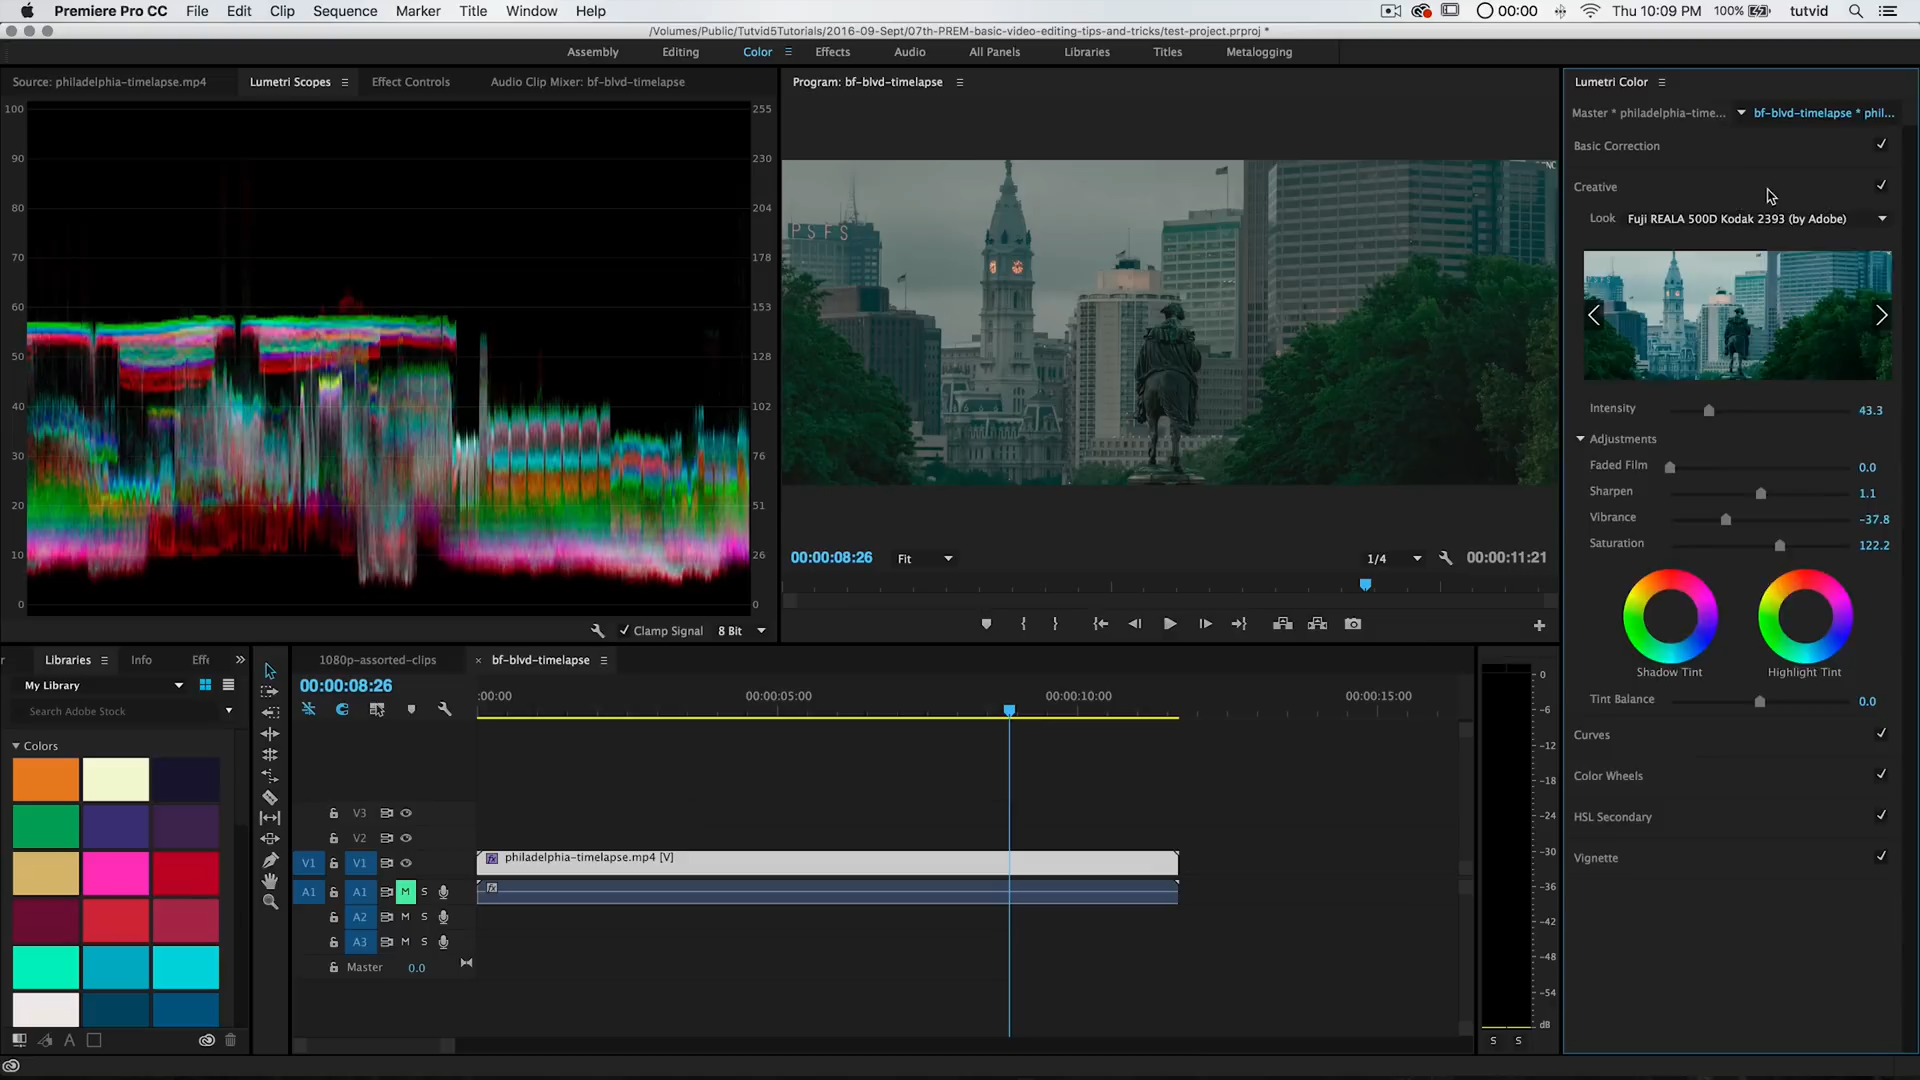 Premiere Pro CC File Edit Clip Sequence Marker Title Window Help 00:00 Thu 10:09 PM 100% tutvid
/Volumes/Public/Tutvid5Tutorials/2016-09-Sept/07th-PREM-basic-video-editing-tips-and-tricks/test-project.prproj *
Assembly Editing Color Effects Audio All Panels Libraries Titles Metalogging
Source: philadelphia-timelapse.mp4 Lumetri Scopes Effect Controls Audio Clip Mixer: bf-blvd-timelapse
100 255
90 230
80 204
70 178
60 153
50 128
40 102
30 76
20 51
10 26
0 0
Clamp Signal 8 Bit
Program: bf-blvd-timelapse
PSFS
00:00:08:26 Fit 1/4 00:00:11:21
Lumetri Color
Master * philadelphia-time... bf-blvd-timelapse * phil...
Basic Correction
Creative
Look Fuji REALA 500D Kodak 2393 (by Adobe)
Intensity 43.3
Adjustments
Faded Film 0.0
Sharpen 1.1
Vibrance -37.8
Saturation 122.2
Shadow Tint Highlight Tint
Tint Balance 0.0
Curves
Color Wheels
HSL Secondary
Vignette
Libraries Info Effe
My Library
Search Adobe Stock
Colors
1080p-assorted-clips × bf-blvd-timelapse
00:00:08:26
:00:00 00:00:05:00 00:00:10:00 00:00:15:00
V3
V2
V1 V1 philadelphia-timelapse.mp4 [V]
A1 A1 M S
A2 M S
A3 M S
Master 0.0
0
-6
-12
-18
-24
-30
-36
-42
-48
-54
dB
S S